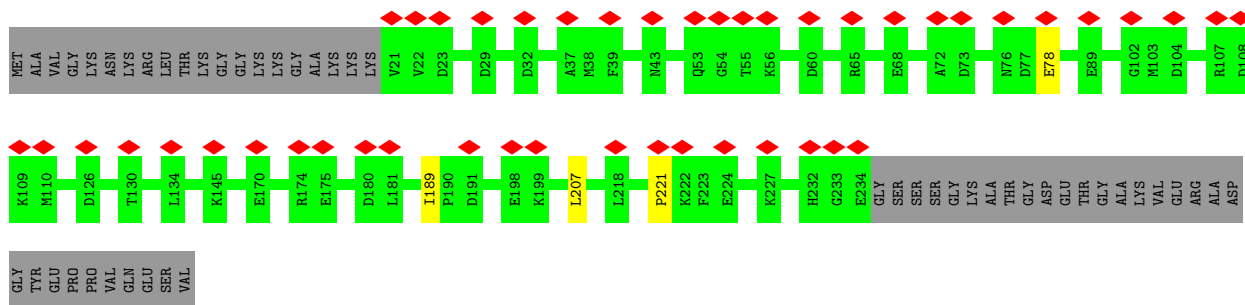 MET ALA VAL GLY LYS ASN LYS ARG LEU THR LYS GLY GLY LYS LYS GLY ALA LYS LYS LYS V21 V22 D23 D29 D32 A37 M38 F39 N43 Q53 G54 T55 K56 D60 R65 E68 A72 D73 N76 D77 E78 E89 G102 M103 D104 R107 D108
K109 M110 D126 T130 L134 K145 E170 R174 E175 D180 L181 I189 P190 D191 E198 K199 L207 L218 P221 K222 F223 E224 K227 H232 G233 E234 GLY SER SER SER GLY LYS ALA THR GLY ASP GLU THR GLY ALA LYS VAL GLU ARG ALA ASP
GLY TYR GLU PRO PRO VAL GLN GLU SER VAL